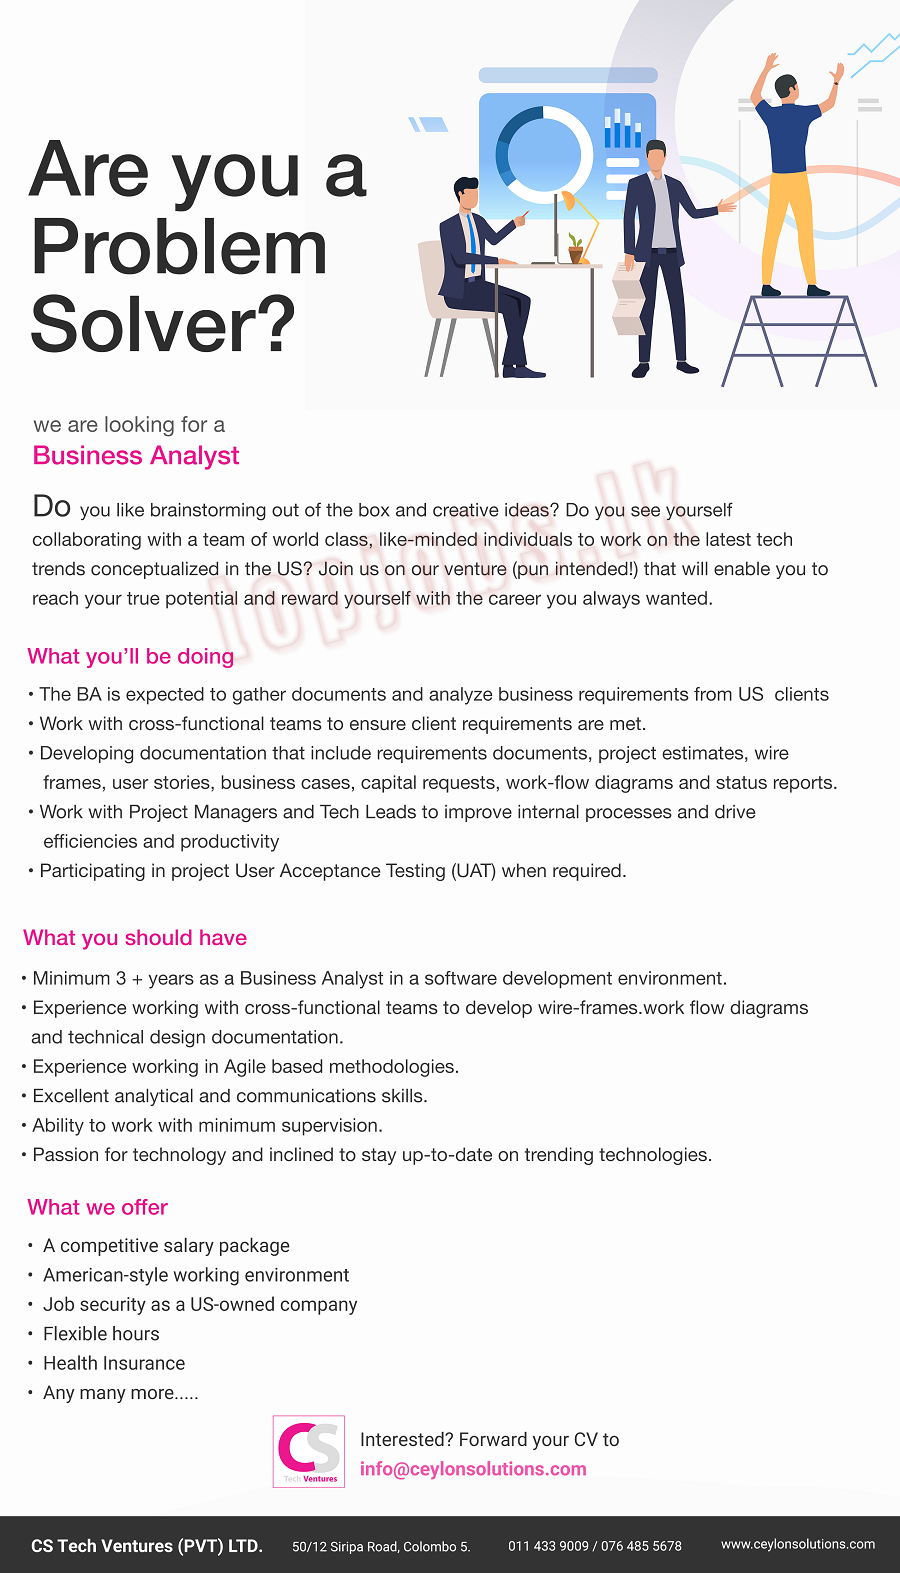 Are you a
Problem
Solver?
we are looking for a
Business Analyst
Do you like brainstorming out of the box and creative ideas? Do you see yourself
collaborating with a team of world class, like-minded individuals to work on the latest tech
trends conceptualized in the US? Join us on our venture (pun intended!) that will enable you to
reach your true potential and reward yourself with the career you always wanted.
topjobs.lk
What you'll be doing
• The BA is expected to gather documents and analyze business requirements from US  clients
• Work with cross-functional teams to ensure client requirements are met.
• Developing documentation that include requirements documents, project estimates, wire
frames, user stories, business cases, capital requests, work-flow diagrams and status reports.
• Work with Project Managers and Tech Leads to improve internal processes and drive
efficiencies and productivity
• Participating in project User Acceptance Testing (UAT) when required.
What you should have
• Minimum 3 + years as a Business Analyst in a software development environment.
• Experience working with cross-functional teams to develop wire-frames.work flow diagrams
and technical design documentation.
• Experience working in Agile based methodologies.
• Excellent analytical and communications skills.
• Ability to work with minimum supervision.
• Passion for technology and inclined to stay up-to-date on trending technologies.
What we offer
• A competitive salary package
• American-style working environment
• Job security as a US-owned company
• Flexible hours
• Health Insurance
• Any many more.....
CS
Tech Ventures
Interested? Forward your CV to
info@ceylonsolutions.com
CS Tech Ventures (PVT) LTD. 50/12 Siripa Road, Colombo 5. 011 433 9009 / 076 485 5678 www.ceylonsolutions.com